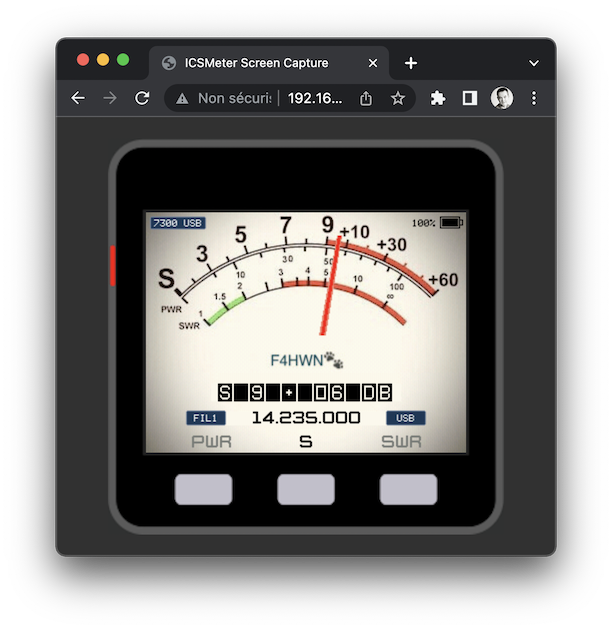 ICSMeter Screen Capture
Non sécuris 192.16...
7300 USB
100%
S 3 5 7 9 +10 +30 +60
PWR 10 30 50 100
SWR 1 1.5 2 3 4 5 10 ∞
F4HWN
S 9 + 06 DB
FIL1 14.235.000 USB
PWR S SWR